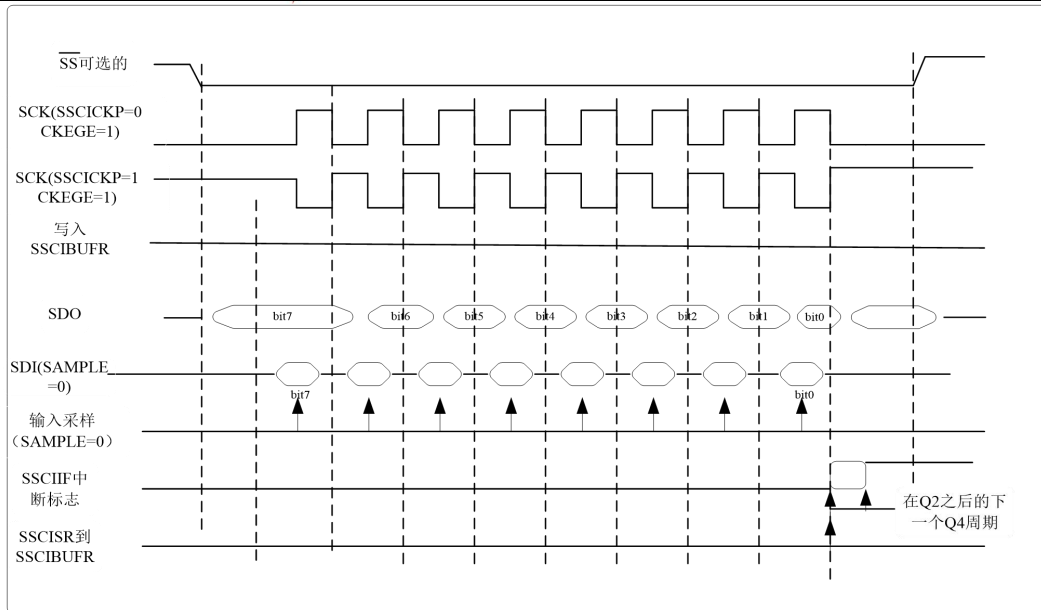 SS可选的
SCK(SSCICKP=0
CKEGE=1)
SCK(SSCICKP=1
CKEGE=1)
写入
SSCIBUFR
SDO
bit7
bit6
bit5
bit4
bit3
bit2
bit1
bit0
SDI(SAMPLE
=0)
bit7
bit0
输入采样
(SAMPLE=0)
SSCIIF中
断标志
在Q2之后的下
一个Q4周期
SSCISR到
SSCIBUFR